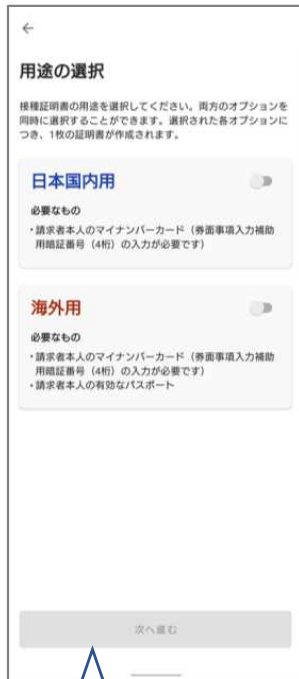 ←
用途の選択
接種証明書の用途を選択してください。両方のオプションを
同時に選択することができます。選択された各オプションに
つき、1枚の証明書が作成されます。
日本国内用
必要なもの
・請求者本人のマイナンバーカード（券面事項入力補助
用暗証番号（4桁）の入力が必要です）
海外用
必要なもの
・請求者本人のマイナンバーカード（券面事項入力補助
用暗証番号（4桁）の入力が必要です）
・請求者本人の有効なパスポート
次へ進む